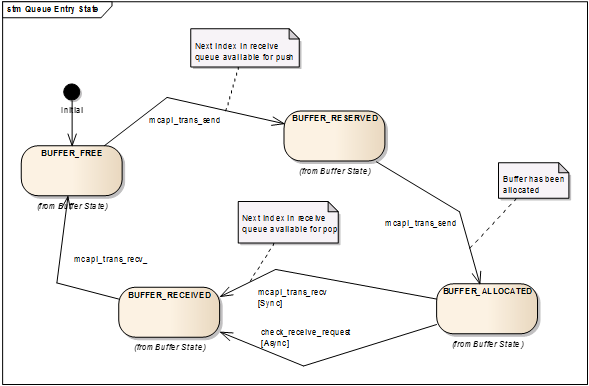 stm Queue Entry State
Next Index in receive
queue available for push
Initial
mcapi_trans_send
BUFFER_RESERVED
(from Buffer State)
BUFFER_FREE
(from Buffer State)
Buffer has been
allocated
Next Index in receive
queue available for pop
mcapi_trans_send
mcapi_trans_recv_
BUFFER_RECEIVED
(from Buffer State)
mcapi_trans_recv
[Sync]
BUFFER_ALLOCATED
(from Buffer State)
check_receive_request
[Async]